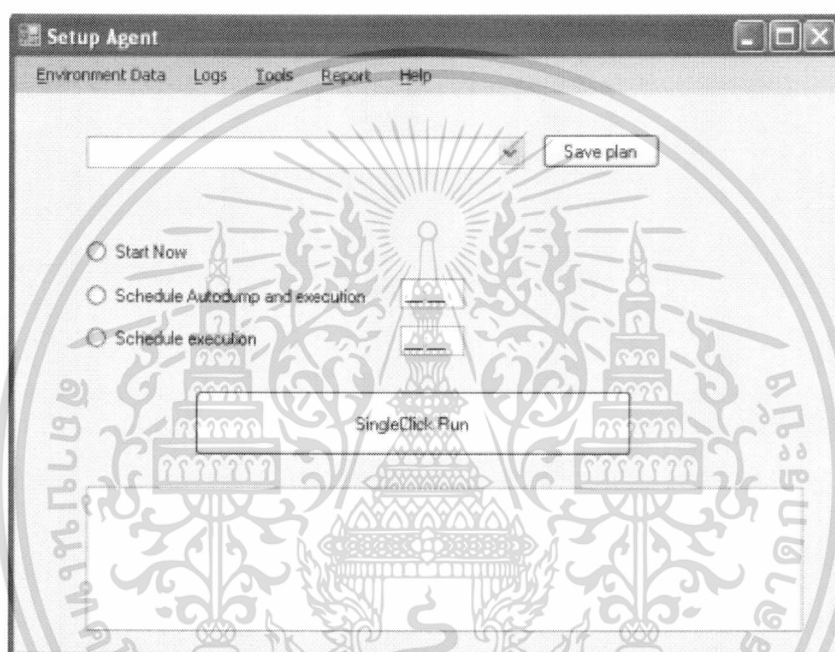 Setup Agent
Environment Data Logs Tools Report Help
Save plan
Start Now
Schedule Autodump and execution
Schedule execution
SingleClick Run